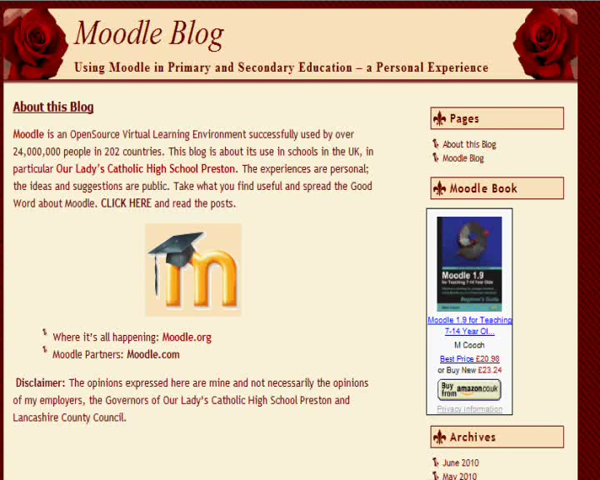 Moodle Blog
Using Moodle in Primary and Secondary Education – a Personal Experience
About this Blog
Moodle is an OpenSource Virtual Learning Environment successfully used by over
24,000,000 people in 202 countries. This blog is about its use in schools in the UK, in
particular Our Lady's Catholic High School Preston. The experiences are personal;
the ideas and suggestions are public. Take what you find useful and spread the Good
Word about Moodle. CLICK HERE and read the posts.
m
Where it's all happening: Moodle.org
Moodle Partners: Moodle.com
Disclaimer: The opinions expressed here are mine and not necessarily the opinions
of my employers, the Governors of Our Lady's Catholic High School Preston and
Lancashire County Council.
Pages
About this Blog
Moodle Blog
Moodle Book
Moodle 1.9
for Teaching 7-14 Year Olds
Beginner's Guide
Moodle 1.9 for Teaching
7-14 Year Ol...
M Cooch
Best Price £20.98
or Buy New £23.24
Buy from amazon.co.uk
Privacy Information
Archives
June 2010
May 2010